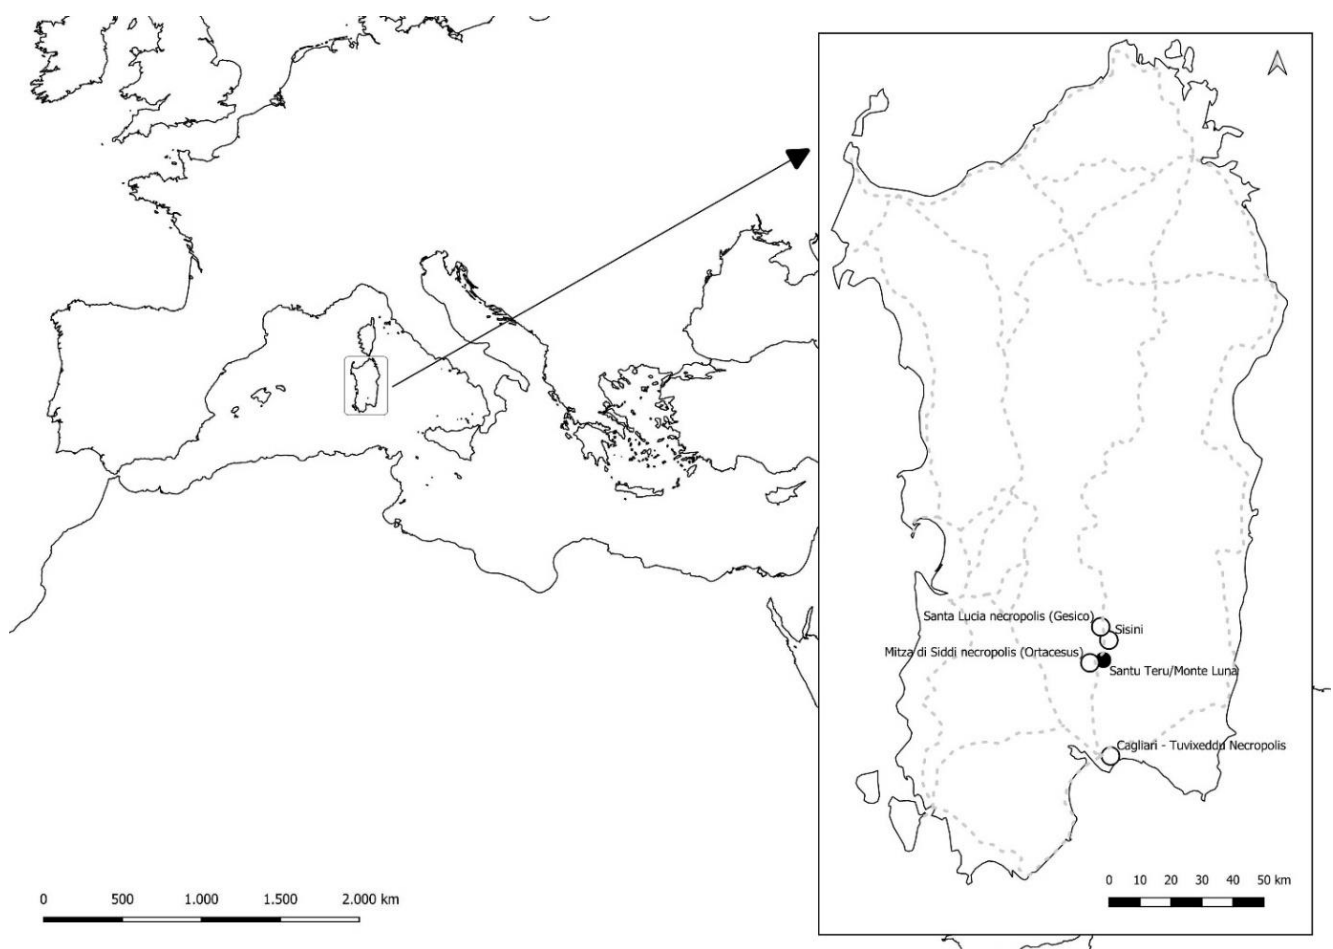 Santa Lucia necropolis (Gesico)
Sisini
Mitza di Siddi necropolis (Ortacesus)
Santu Teru/Monte Luna
Cagliari - Tuvixeddu Necropolis
0 10 20 30 40 50 km
0 500 1.000 1.500 2.000 km